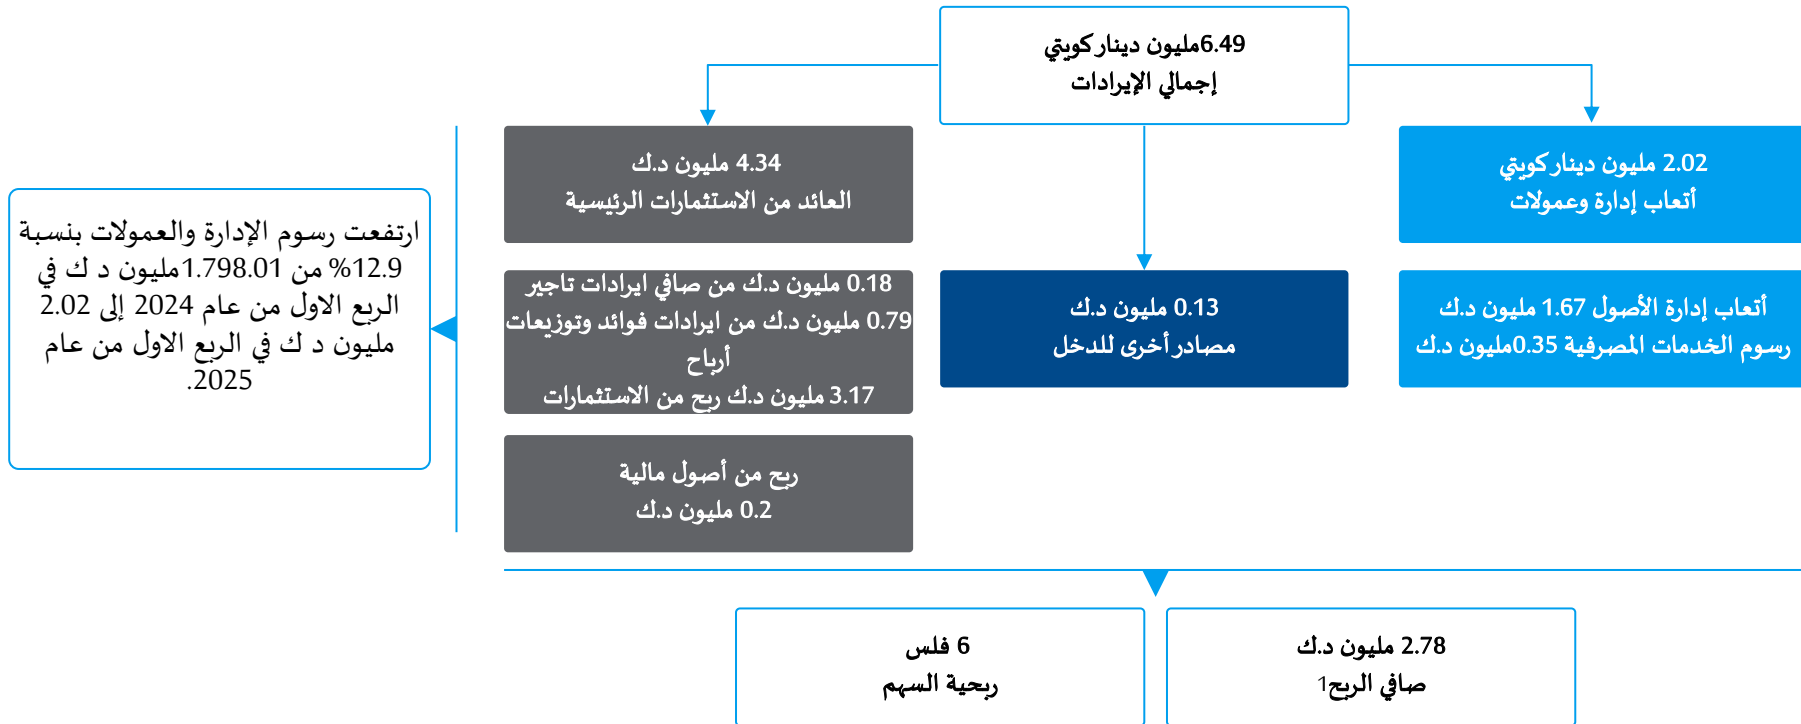 6.49مليون دينار كويتي
إجمالي الإيرادات
2.02 مليون دينار كويتي
أتعاب إدارة وعمولات
أتعاب إدارة الأصول 1.67 مليون د.ك
رسوم الخدمات المصرفية 0.35مليون د.ك
0.13 مليون د.ك
مصادر أخرى للدخل
4.34 مليون د.ك
العائد من الاستثمارات الرئيسية
0.18 مليون د.ك من صافي ايرادات تاجير
0.79 مليون د.ك من ايرادات فوائد وتوزيعات
أرباح
3.17 مليون د.ك ربح من الاستثمارات
ربح من أصول مالية
0.2 مليون د.ك
ارتفعت رسوم الإدارة والعمولات بنسبة
12.9% من 1.798.01مليون د ك في
الربع الاول من عام 2024 إلى 2.02
مليون د ك في الربع الاول من عام
2025.
2.78 مليون د.ك
صافي الربح1
6 فلس
ربحية السهم